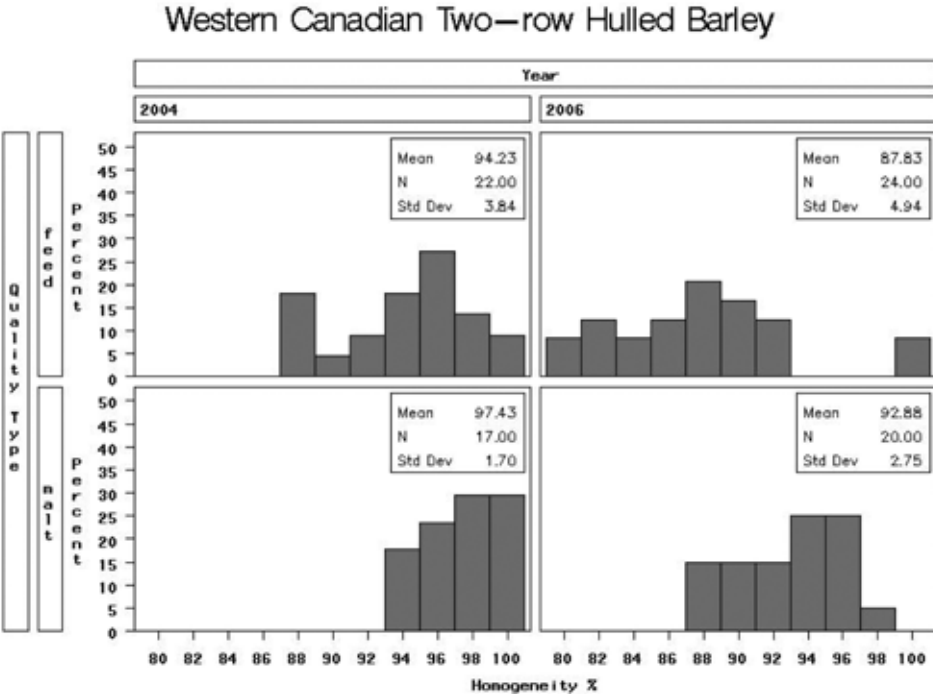 Western Canadian Two-row Hulled Barley
Year
2004
2006
Quality Type
feed
Percent
50
45
40
35
30
25
20
15
10
5
0
Mean 94.23
N 22.00
Std Dev 3.84
Mean 87.83
N 24.00
Std Dev 4.94
malt
Percent
50
45
40
35
30
25
20
15
10
5
0
Mean 97.43
N 17.00
Std Dev 1.70
Mean 92.88
N 20.00
Std Dev 2.75
80 82 84 86 88 90 92 94 96 98 100
80 82 84 86 88 90 92 94 96 98 100
Homogeneity %